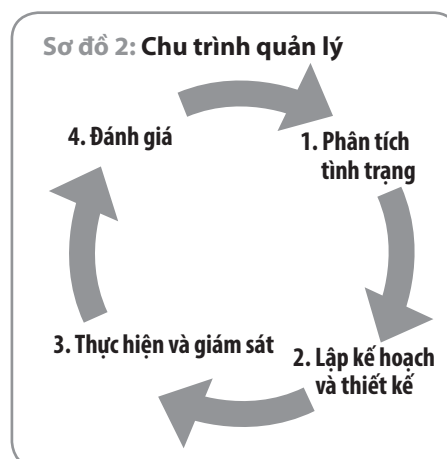 Sơ đồ 2: Chu trình quản lý
4. Đánh giá
1. Phân tích
tình trạng
3. Thực hiện và giám sát
2. Lập kế hoạch
và thiết kế